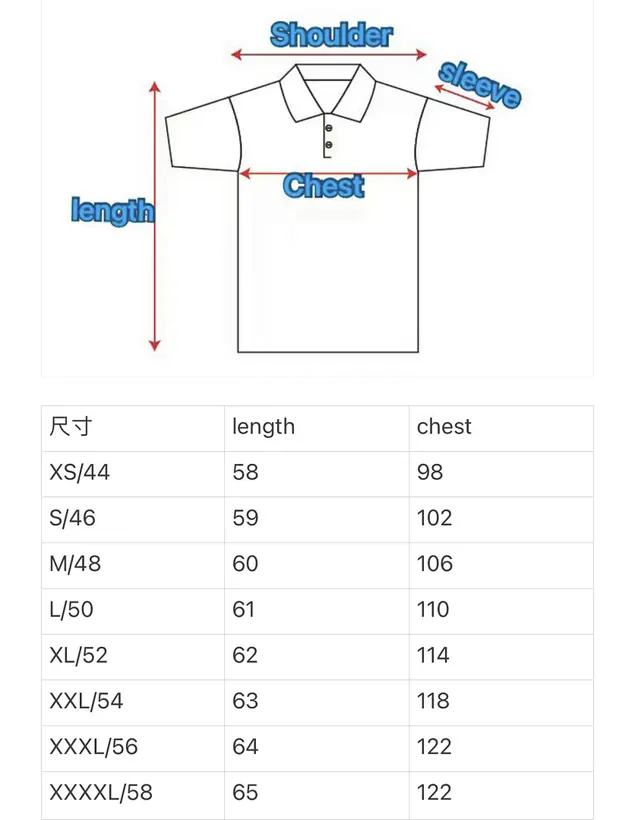 Shoulder
sleeve
Chest
length
尺寸 length chest
XS/44 58 98
S/46 59 102
M/48 60 106
L/50 61 110
XL/52 62 114
XXL/54 63 118
XXXL/56 64 122
XXXXL/58 65 122